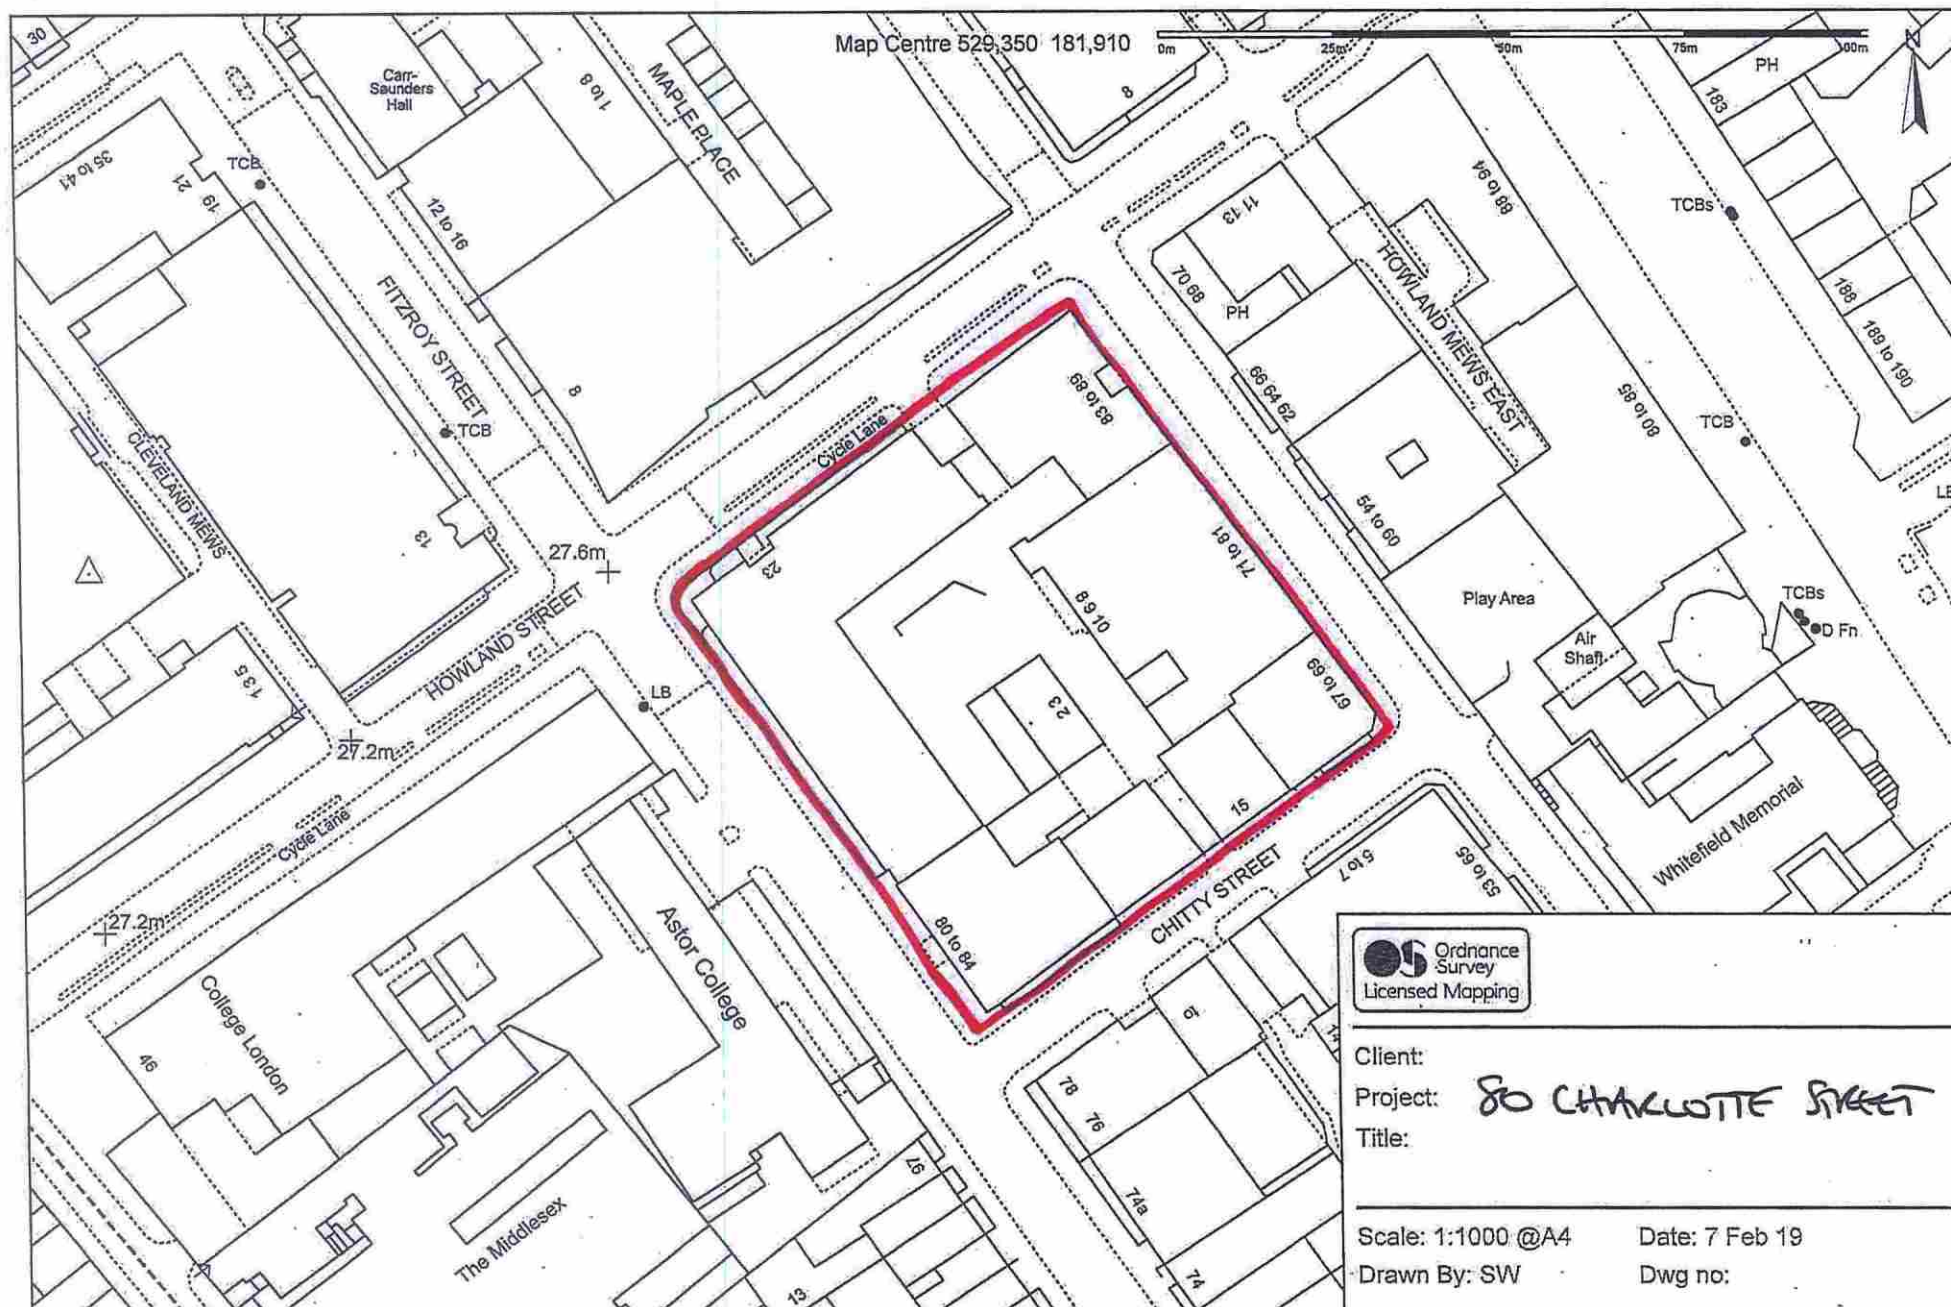 Map Centre 529,350 181,910
0m
25m
50m
75m
30
Carr-
Saunders
Hall
1 to 8
MAPLE PLACE
8
PH
183
35 to 41
21
19
TCB
12 to 16
11 13
88 to 94
TCBs
FITZROY STREET
70 68
PH
HOWLAND MEWS EAST
188
189 to 190
8
66 64 62
83 to 89
80 to 85
TCB
TCB
Cycle Lane
CLEVELAND MEWS
13
54 to 60
71 to 81
27.6m
23
8 9 10
Play Area
TCBs
D Fn
Air
Shaft
HOWLAND STREET
1 3 5
LB
2 3
67 to 69
27.2m
Cycle Lane
15
Whitefield Memorial
5 to 7
53 to 65
CHITTY STREET
27.2m
80 to 84
Astor College
College London
46
78
76
74a
74
97
13
The Middlesex
OS Ordnance
Survey
Licensed Mapping
Client:
Project: 80 CHARLOTTE STREET
Title:
Scale: 1:1000 @A4
Date: 7 Feb 19
Drawn By: SW
Dwg no: